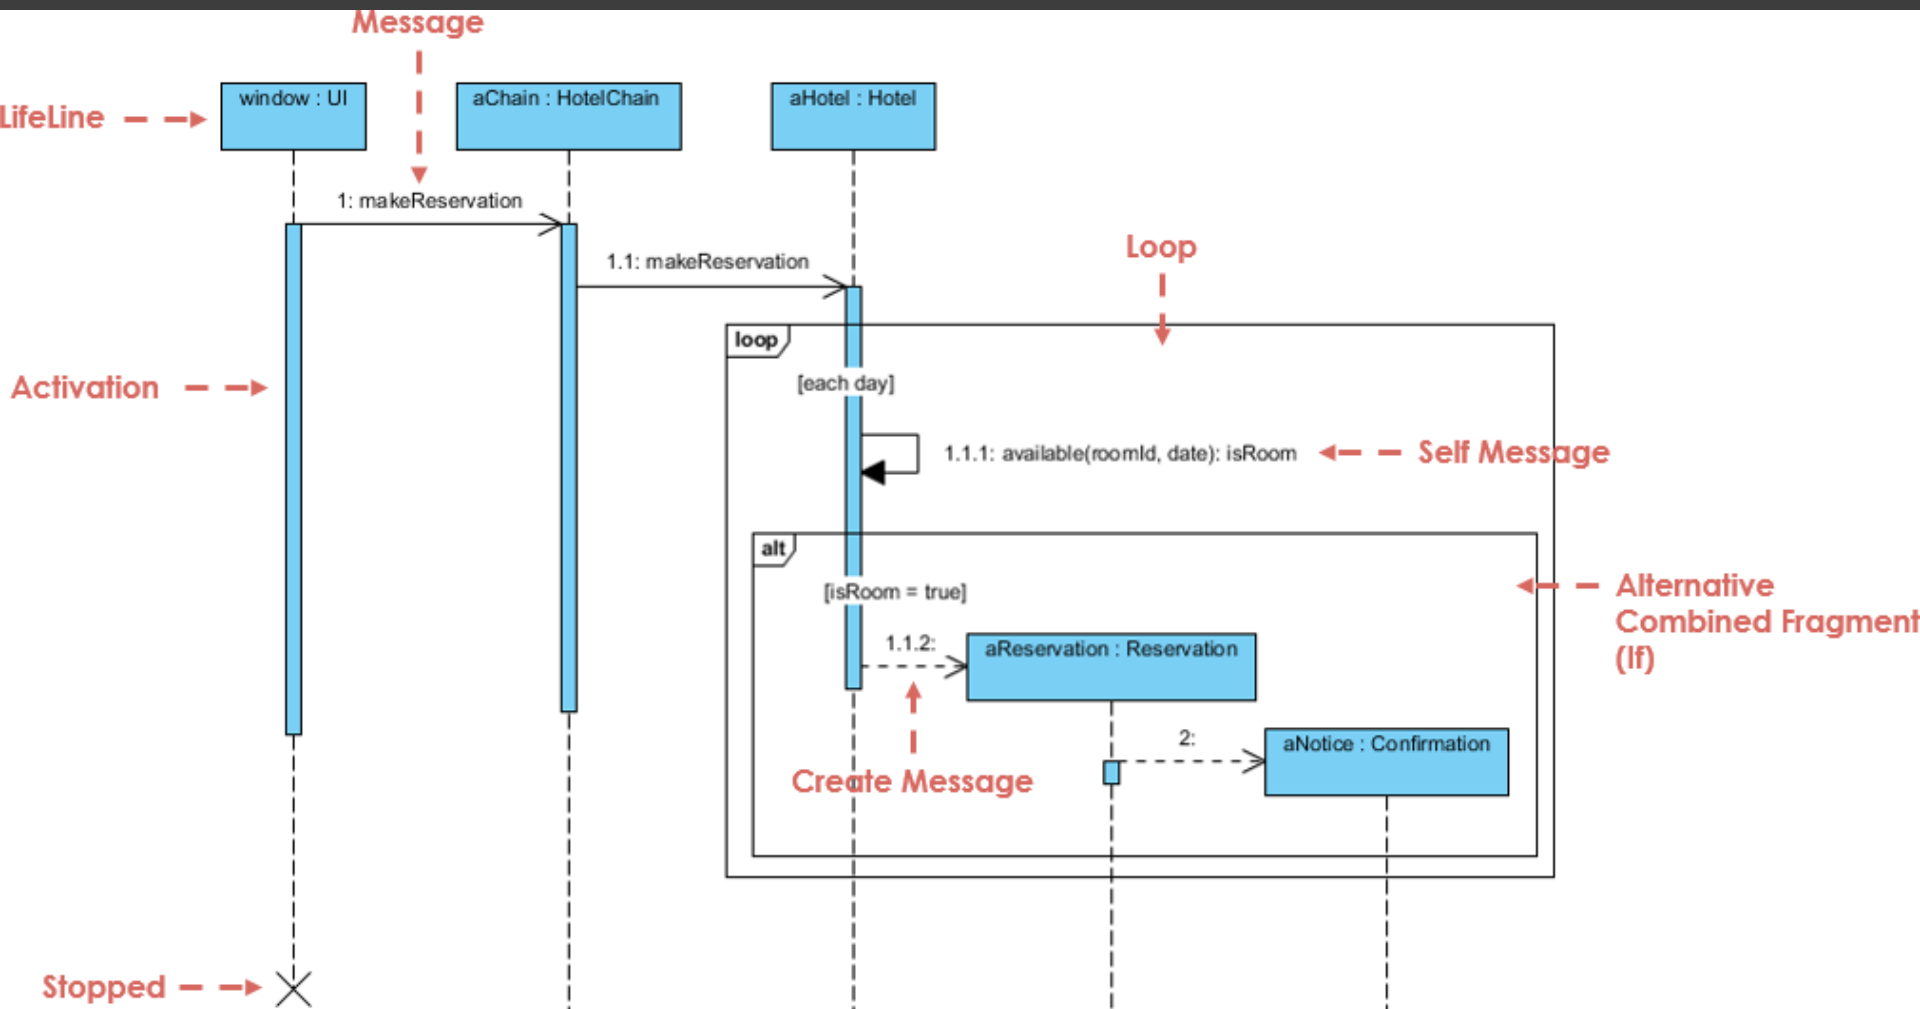 Message
window : UI
aChain : HotelChain
aHotel : Hotel
LifeLine
1: makeReservation
1.1: makeReservation
Loop
loop
[each day]
Activation
1.1.1: available(roomId, date): isRoom
Self Message
alt
[isRoom = true]
Alternative
Combined Fragment
(If)
1.1.2:
aReservation : Reservation
2:
aNotice : Confirmation
Create Message
Stopped